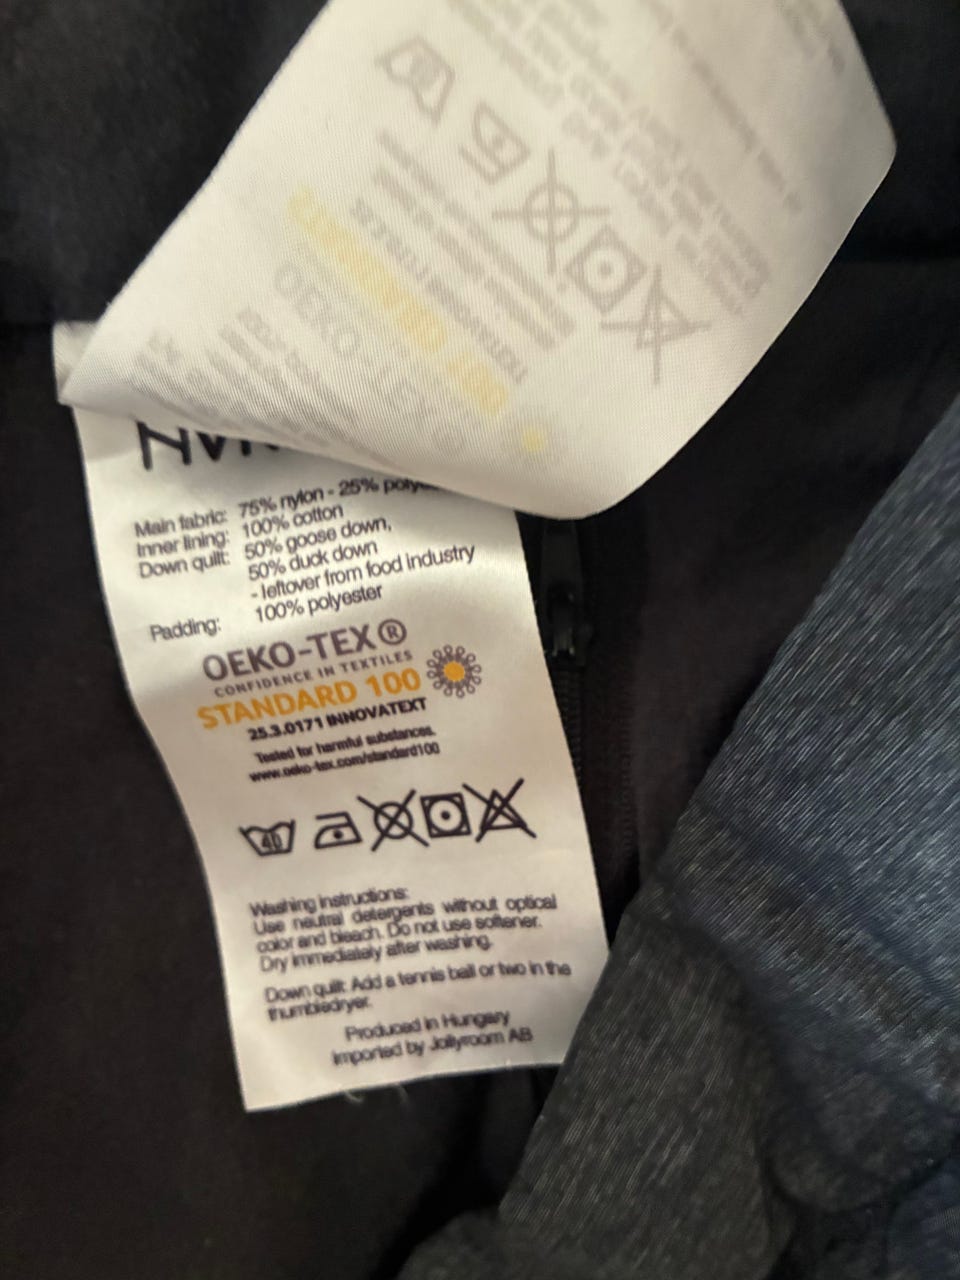 Main fabric: 75% nylon - 25%
Inner lining: 100% cotton
Down quilt: 50% goose down,
50% duck down
- leftover from food industry
Padding: 100% polyester
OEKO-TEX®
CONFIDENCE IN TEXTILES
STANDARD 100
25.3.0171 INNOVATEXT
Tested for harmful substances.
www.oeko-tex.com/standard100
40
Washing instructions:
Use neutral detergents without optical
color and bleach. Do not use softener.
Dry immediately after washing.
Down quilt: Add a tennis ball or two in the
thumbledryer.
Produced in Hungary
Imported by Jollyroom AB